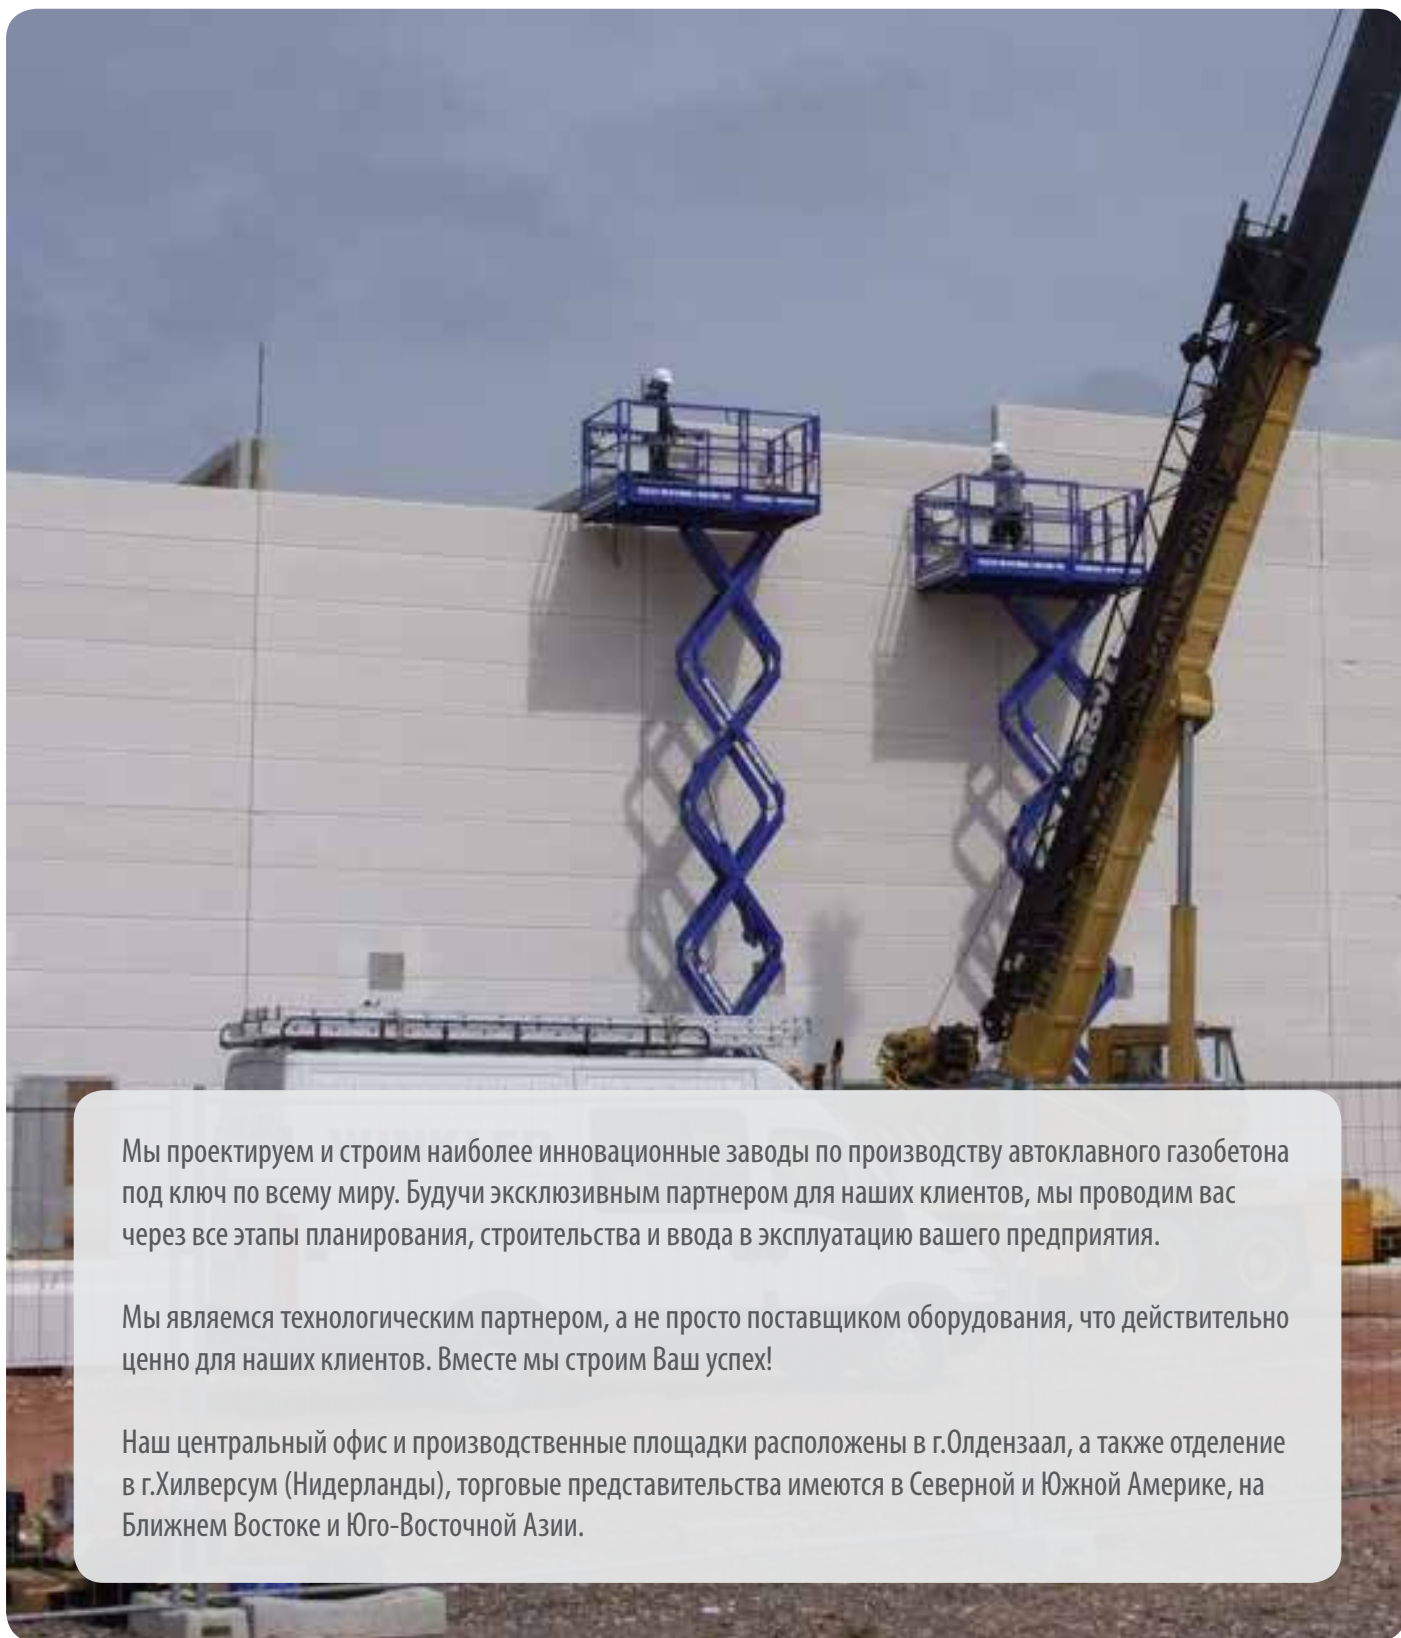 GROVE
Мы проектируем и строим наиболее инновационные заводы по производству автоклавного газобетона
под ключ по всему миру. Будучи эксклюзивным партнером для наших клиентов, мы проводим вас
через все этапы планирования, строительства и ввода в эксплуатацию вашего предприятия.
Мы являемся технологическим партнером, а не просто поставщиком оборудования, что действительно
ценно для наших клиентов. Вместе мы строим Ваш успех!
Наш центральный офис и производственные площадки расположены в г.Олдензаал, а также отделение
в г.Хилверсум (Нидерланды), торговые представительства имеются в Северной и Южной Америке, на
Ближнем Востоке и Юго-Восточной Азии.